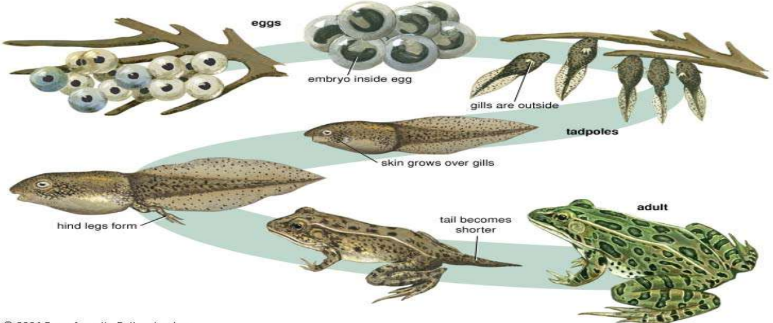 eggs
embryo inside egg
gills are outside
tadpoles
skin grows over gills
hind legs form
tail becomes
shorter
adult